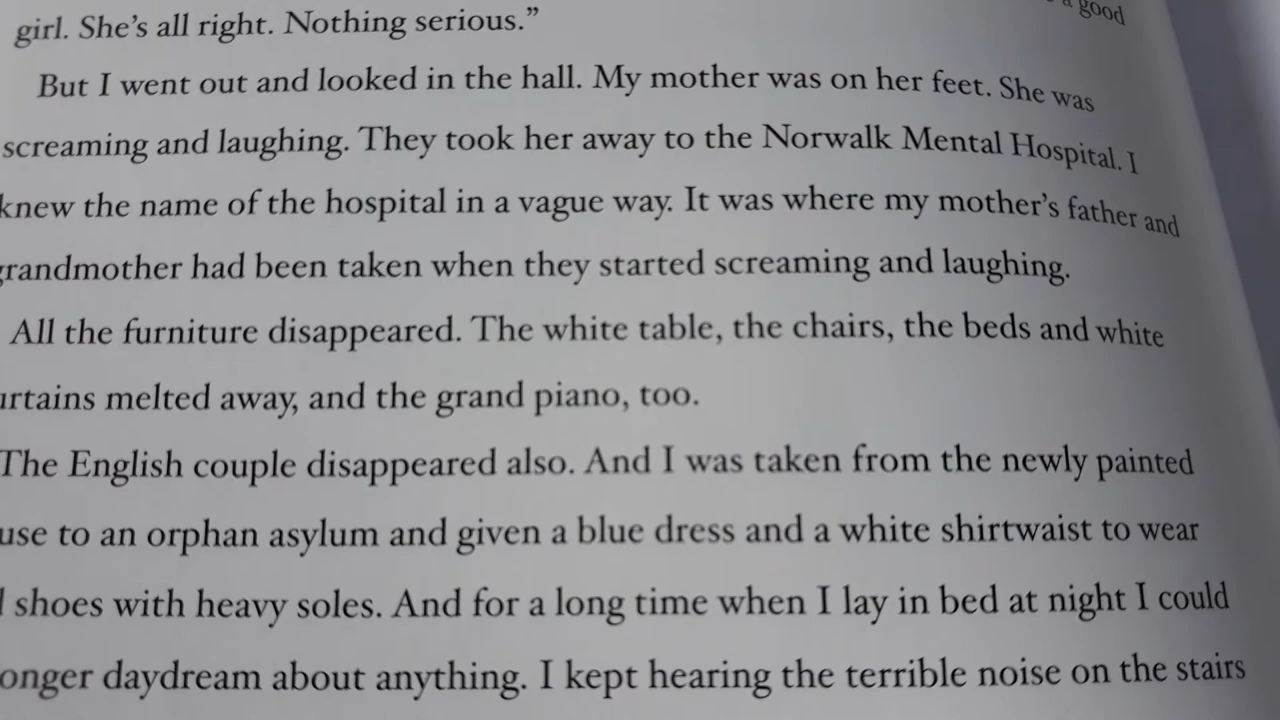 a good
girl. She’s all right. Nothing serious.”
But I went out and looked in the hall. My mother was on her feet. She was
screaming and laughing. They took her away to the Norwalk Mental Hospital. I
knew the name of the hospital in a vague way. It was where my mother’s father and
grandmother had been taken when they started screaming and laughing.
All the furniture disappeared. The white table, the chairs, the beds and white
urtains melted away, and the grand piano, too.
The English couple disappeared also. And I was taken from the newly painted
use to an orphan asylum and given a blue dress and a white shirtwaist to wear
shoes with heavy soles. And for a long time when I lay in bed at night I could
onger daydream about anything. I kept hearing the terrible noise on the stairs